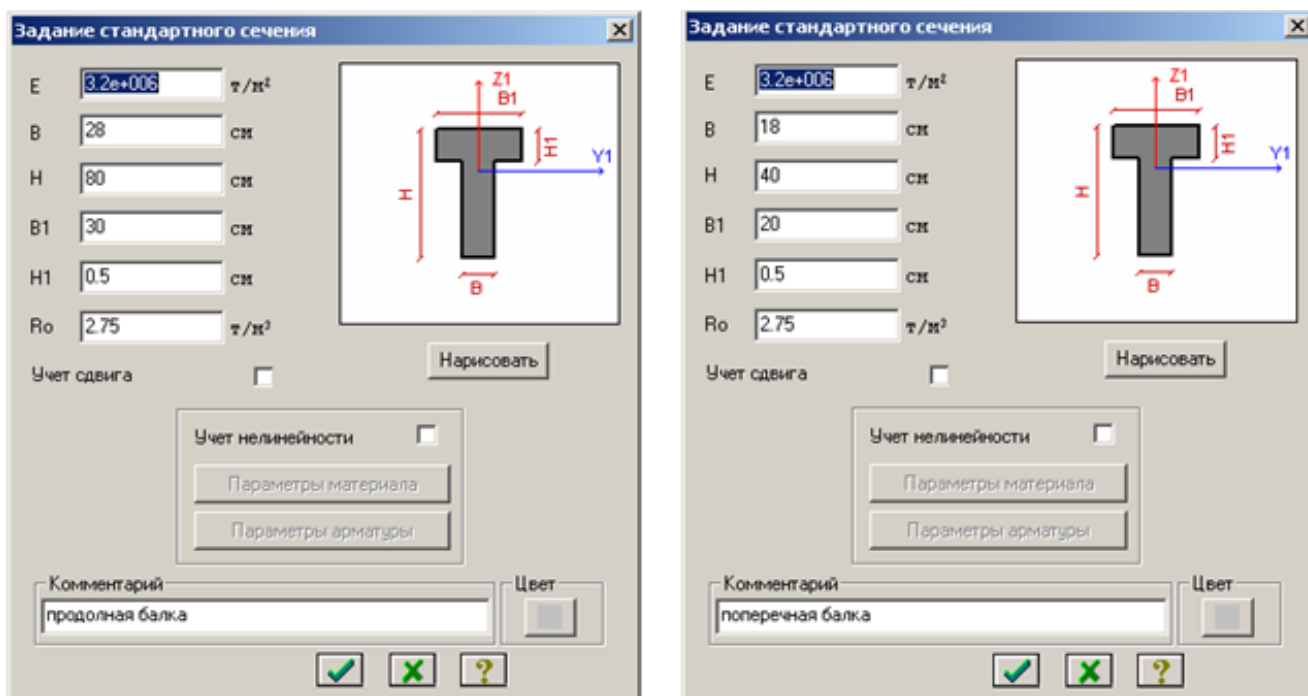 Задание стандартного сечения
E 3.2e+006 т/м²
B 28 см
H 80 см
B1 30 см
H1 0.5 см
Ro 2.75 т/м³
Z1
B1
H1
Y1
H
B
Учет сдвига
Нарисовать
Учет нелинейности
Параметры материала
Параметры арматуры
Комментарий
продолная балка
Цвет
?
Задание стандартного сечения
E 3.2e+006 т/м²
B 18 см
H 40 см
B1 20 см
H1 0.5 см
Ro 2.75 т/м³
Z1
B1
H1
Y1
H
B
Учет сдвига
Нарисовать
Учет нелинейности
Параметры материала
Параметры арматуры
Комментарий
поперечная балка
Цвет
?